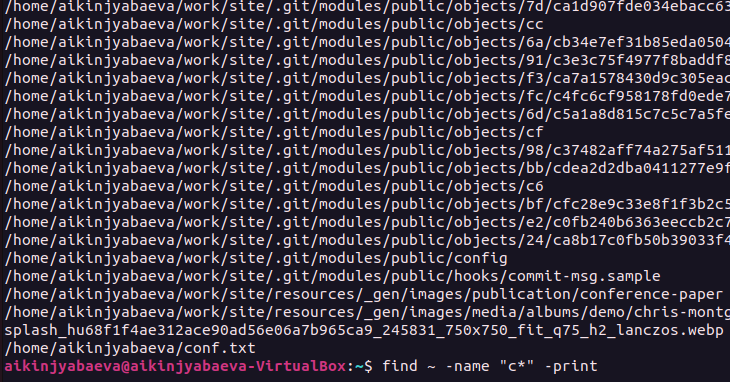 /home/aikinjyabaeva/work/site/.git/modules/public/objects/7d/ca1d907fde034ebacc63
/home/aikinjyabaeva/work/site/.git/modules/public/objects/cc
/home/aikinjyabaeva/work/site/.git/modules/public/objects/6a/cb34e7ef31b85eda0504
/home/aikinjyabaeva/work/site/.git/modules/public/objects/91/c3e3c75f4977f8baddf8
/home/aikinjyabaeva/work/site/.git/modules/public/objects/f3/ca7a1578430d9c305eac
/home/aikinjyabaeva/work/site/.git/modules/public/objects/fc/c4fc6cf958178fd0ede7
/home/aikinjyabaeva/work/site/.git/modules/public/objects/6d/c5a1a8d815c7c5c7a5fe
/home/aikinjyabaeva/work/site/.git/modules/public/objects/cf
/home/aikinjyabaeva/work/site/.git/modules/public/objects/98/c37482aff74a275af511
/home/aikinjyabaeva/work/site/.git/modules/public/objects/bb/cdea2d2dba0411277e9f
/home/aikinjyabaeva/work/site/.git/modules/public/objects/c6
/home/aikinjyabaeva/work/site/.git/modules/public/objects/bf/cfc28e9c33e8f1f3b2c5
/home/aikinjyabaeva/work/site/.git/modules/public/objects/e2/c0fb240b6363eeccb2c7
/home/aikinjyabaeva/work/site/.git/modules/public/objects/24/ca8b17c0fb50b39033f4
/home/aikinjyabaeva/work/site/.git/modules/public/config
/home/aikinjyabaeva/work/site/.git/modules/public/hooks/commit-msg.sample
/home/aikinjyabaeva/work/site/resources/_gen/images/publication/conference-paper
/home/aikinjyabaeva/work/site/resources/_gen/images/media/albums/demo/chris-montg
splash_hu68f1f4ae312ace90ad56e06a7b965ca9_245831_750x750_fit_q75_h2_lanczos.webp
/home/aikinjyabaeva/conf.txt
aikinjyabaeva@aikinjyabaeva-VirtualBox:~$ find ~ -name "c*" -print